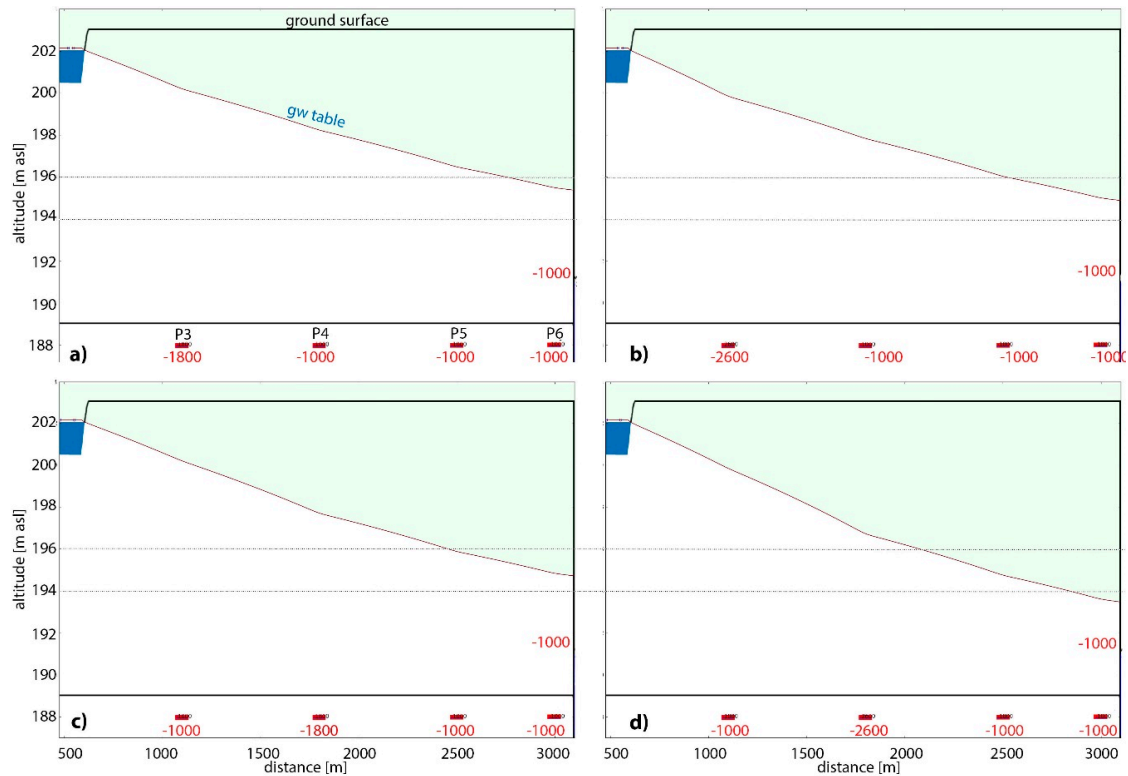 ground surface
202
200
gw table
198
196
194
192
190
188
altitude [m asl]
-1000
P3 P4 P5 P6
a) -1800 -1000 -1000 -1000
-1000
b) -2600 -1000 -1000 -1000
202
200
198
196
194
192
190
188
altitude [m asl]
-1000
c) -1000 -1800 -1000 -1000
500 1000 1500 2000 2500 3000
distance [m]
-1000
d) -1000 -2600 -1000 -1000
500 1000 1500 2000 2500 3000
distance [m]